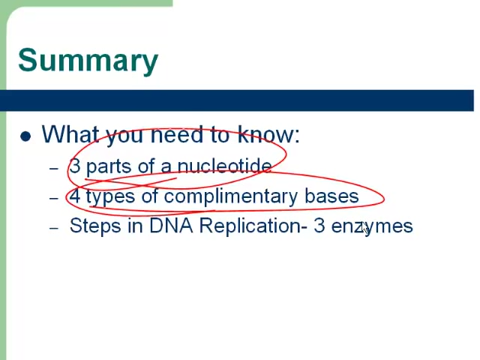 Summary
What you need to know:
– 3 parts of a nucleotide
– 4 types of complimentary bases
– Steps in DNA Replication- 3 enzymes